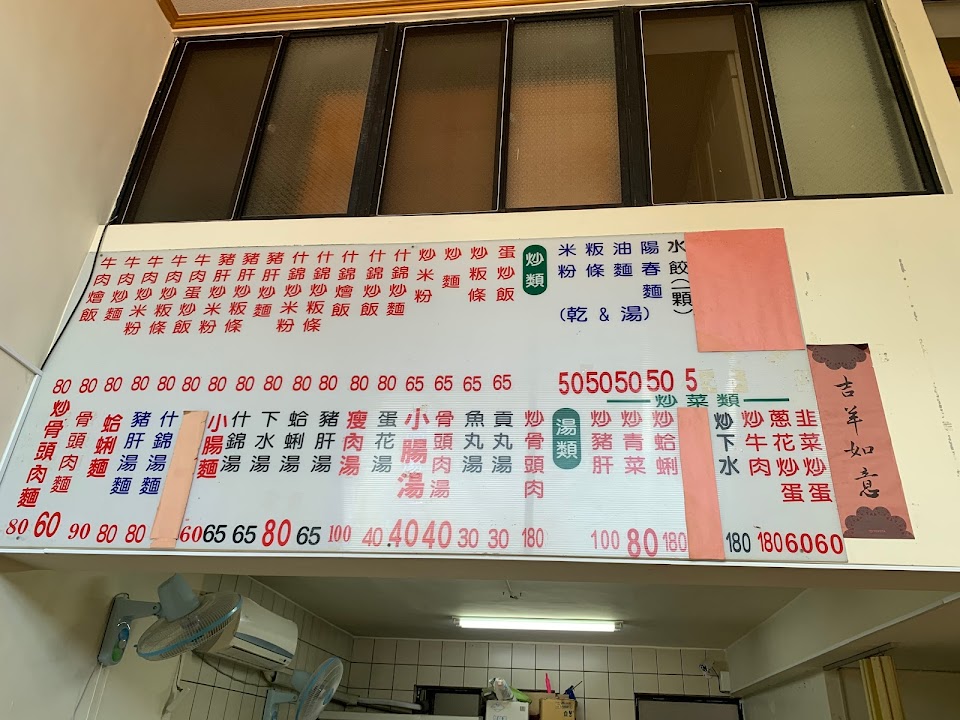 水餃(一顆)
5
陽春麵
50
油麵
50
粄條
50
米粉
50
(乾 & 湯)
炒類
蛋炒飯
65
炒粄條
65
炒麵
65
炒米粉
65
什錦炒麵
80
什錦炒飯
80
什錦燴飯
80
什錦炒粄條
80
什錦炒米粉
80
豬肝炒麵
80
豬肝炒粄條
80
豬肝炒米粉
80
牛肉蛋炒飯
80
牛肉炒粄條
80
牛肉炒米粉
80
牛肉炒麵
80
牛肉燴飯
80
炒菜類
韭菜炒蛋
60
蔥花炒蛋
60
炒牛肉
180
炒下水
180
炒蛤蜊
180
炒青菜
80
炒豬肝
100
湯類
炒骨頭肉
180
貢丸湯
30
魚丸湯
30
骨頭肉湯
40
小腸湯
40
蛋花湯
40
瘦肉湯
100
豬肝湯
65
蛤蜊湯
80
下水湯
65
什錦湯
65
小腸麵
60
什錦湯麵
80
豬肝湯麵
80
蛤蜊麵
90
骨頭肉麵
60
炒骨頭肉麵
80
吉羊如意